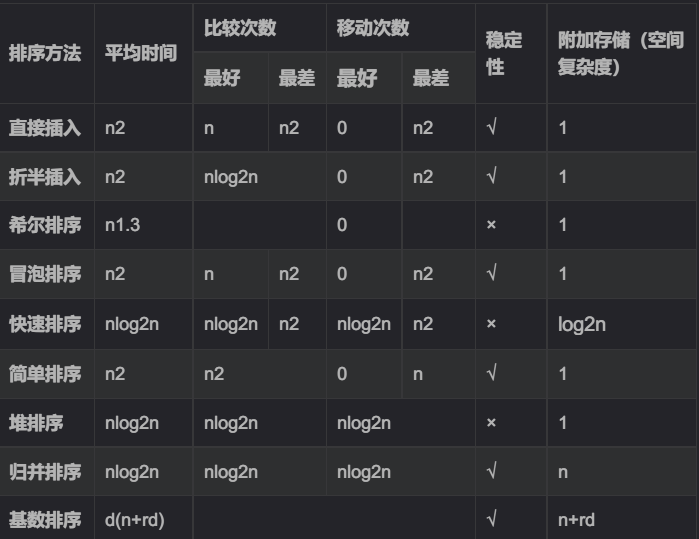 排序方法 平均时间 比较次数 移动次数 稳定性 附加存储（空间复杂度）
最好 最差 最好 最差
直接插入 n2 n n2 0 n2 √ 1
折半插入 n2 nlog2n 0 n2 √ 1
希尔排序 n1.3 0 × 1
冒泡排序 n2 n n2 0 n2 √ 1
快速排序 nlog2n nlog2n n2 nlog2n n2 × log2n
简单排序 n2 n2 0 n √ 1
堆排序 nlog2n nlog2n nlog2n × 1
归并排序 nlog2n nlog2n nlog2n √ n
基数排序 d(n+rd) √ n+rd